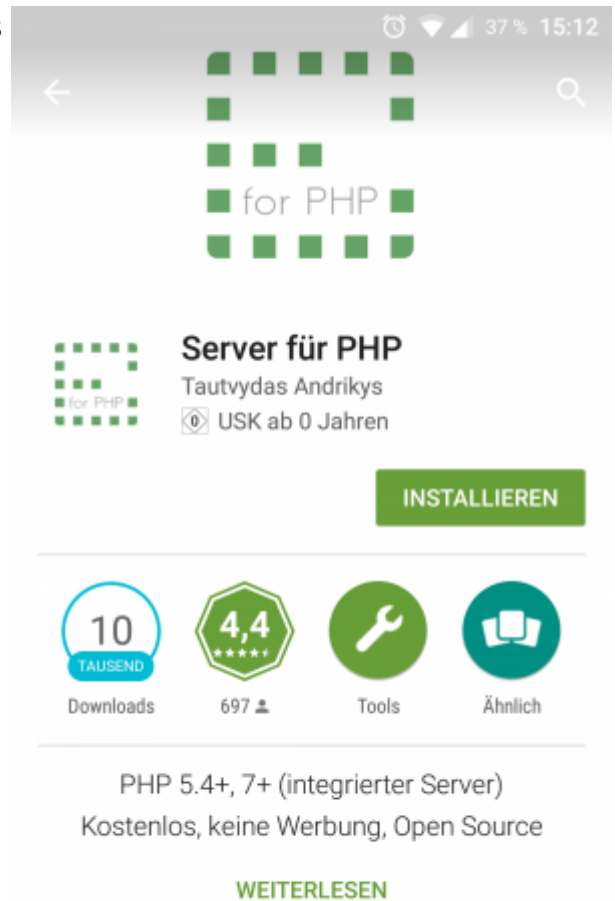 s
37 % 15:12
for PHP
Server für PHP
for PHP
Tautvydas Andrikys
0 USK ab 0 Jahren
INSTALLIEREN
10
TAUSEND
4,4
Downloads
697
Tools
Ähnlich
PHP 5.4+, 7+ (integrierter Server)
Kostenlos, keine Werbung, Open Source
WEITERLESEN